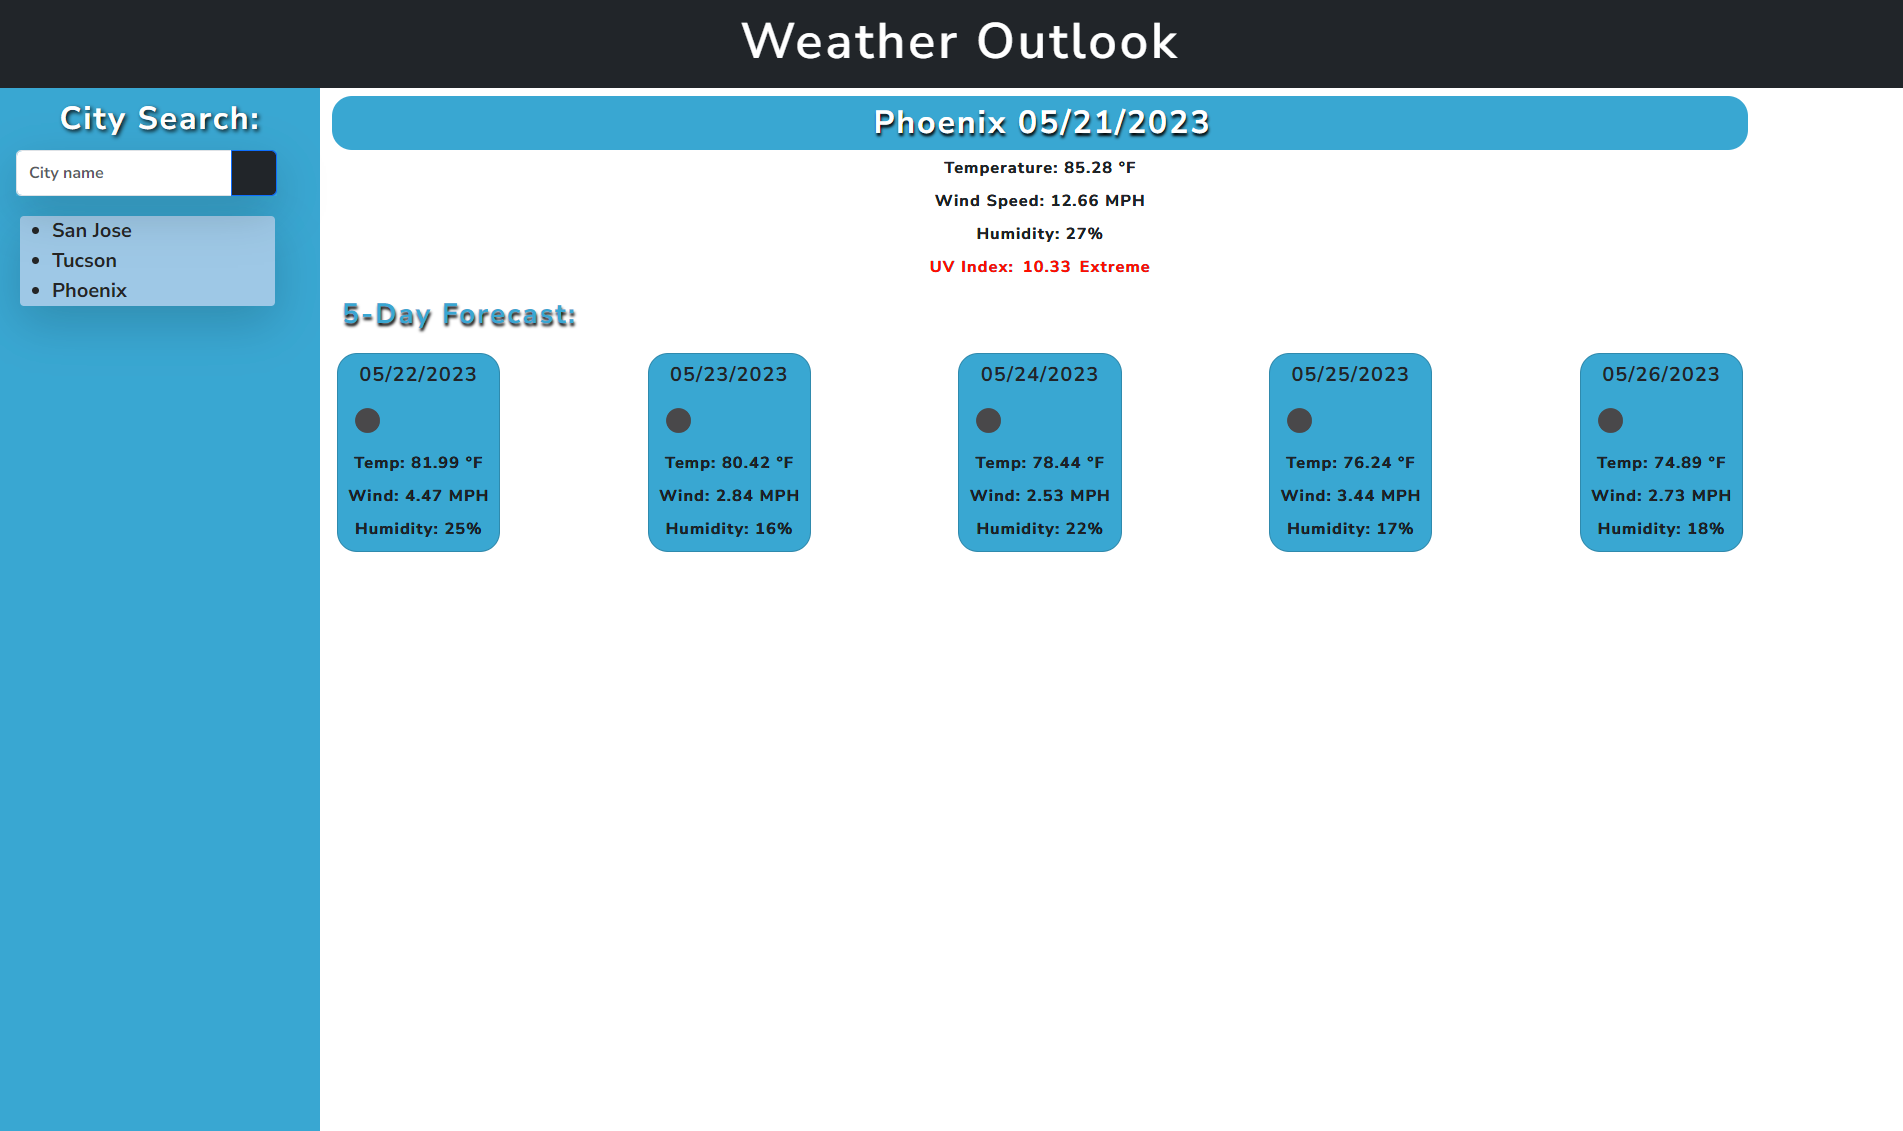 Weather Outlook
City Search:
City name
San Jose
Tucson
Phoenix
Phoenix 05/21/2023
Temperature: 85.28 °F
Wind Speed: 12.66 MPH
Humidity: 27%
UV Index: 10.33 Extreme
5-Day Forecast:
05/22/2023
Temp: 81.99 °F
Wind: 4.47 MPH
Humidity: 25%
05/23/2023
Temp: 80.42 °F
Wind: 2.84 MPH
Humidity: 16%
05/24/2023
Temp: 78.44 °F
Wind: 2.53 MPH
Humidity: 22%
05/25/2023
Temp: 76.24 °F
Wind: 3.44 MPH
Humidity: 17%
05/26/2023
Temp: 74.89 °F
Wind: 2.73 MPH
Humidity: 18%